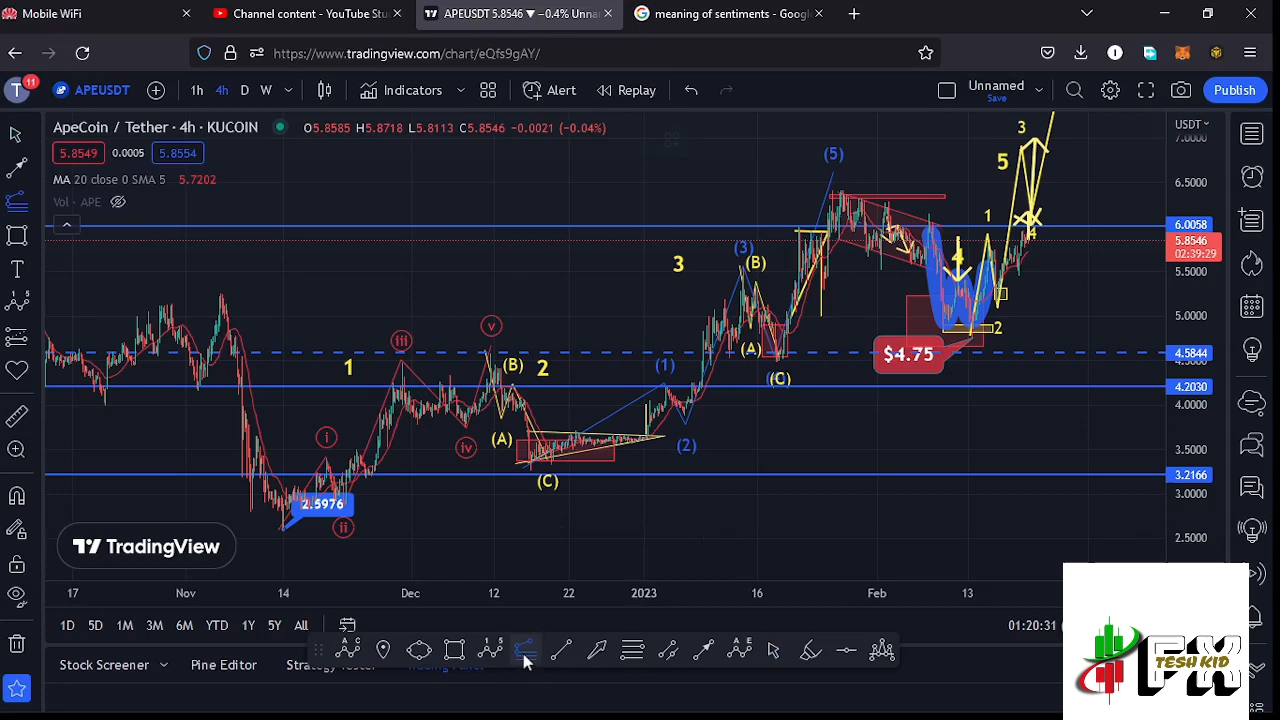 Mobile WiFi
Channel content - YouTube Stu
APEUSDT 5.8546 ▼ −0.4% Unnar
meaning of sentiments - Google
https://www.tradingview.com/chart/eQfs9gAY/
T
11
APEUSDT
1h
4h
D
W
Indicators
Alert
Replay
Unnamed
Save
Publish
ApeCoin / Tether · 4h · KUCOIN
O5.8585 H5.8718 L5.8113 C5.8546 −0.0021 (−0.04%)
5.8549
0.0005
5.8554
MA 20 close 0 SMA 5 5.7202
Vol · APE
USDT
7.0000
6.5000
6.0058
5.8546
02:39:29
5.5000
5.0000
4.5844
4.2030
4.0000
3.5000
3.2166
3.0000
2.5000
3
5
(5)
1
4
4
2
$4.75
3
(3)
(B)
(A)
(C)
(1)
(2)
1
iii
v
(B)
2
(A)
iv
(C)
i
ii
2.5976
TradingView
17
Nov
14
Dec
12
22
2023
16
Feb
13
1D
5D
1M
3M
6M
YTD
1Y
5Y
All
01:20:31
Stock Screener
Pine Editor
FX
TESH KID